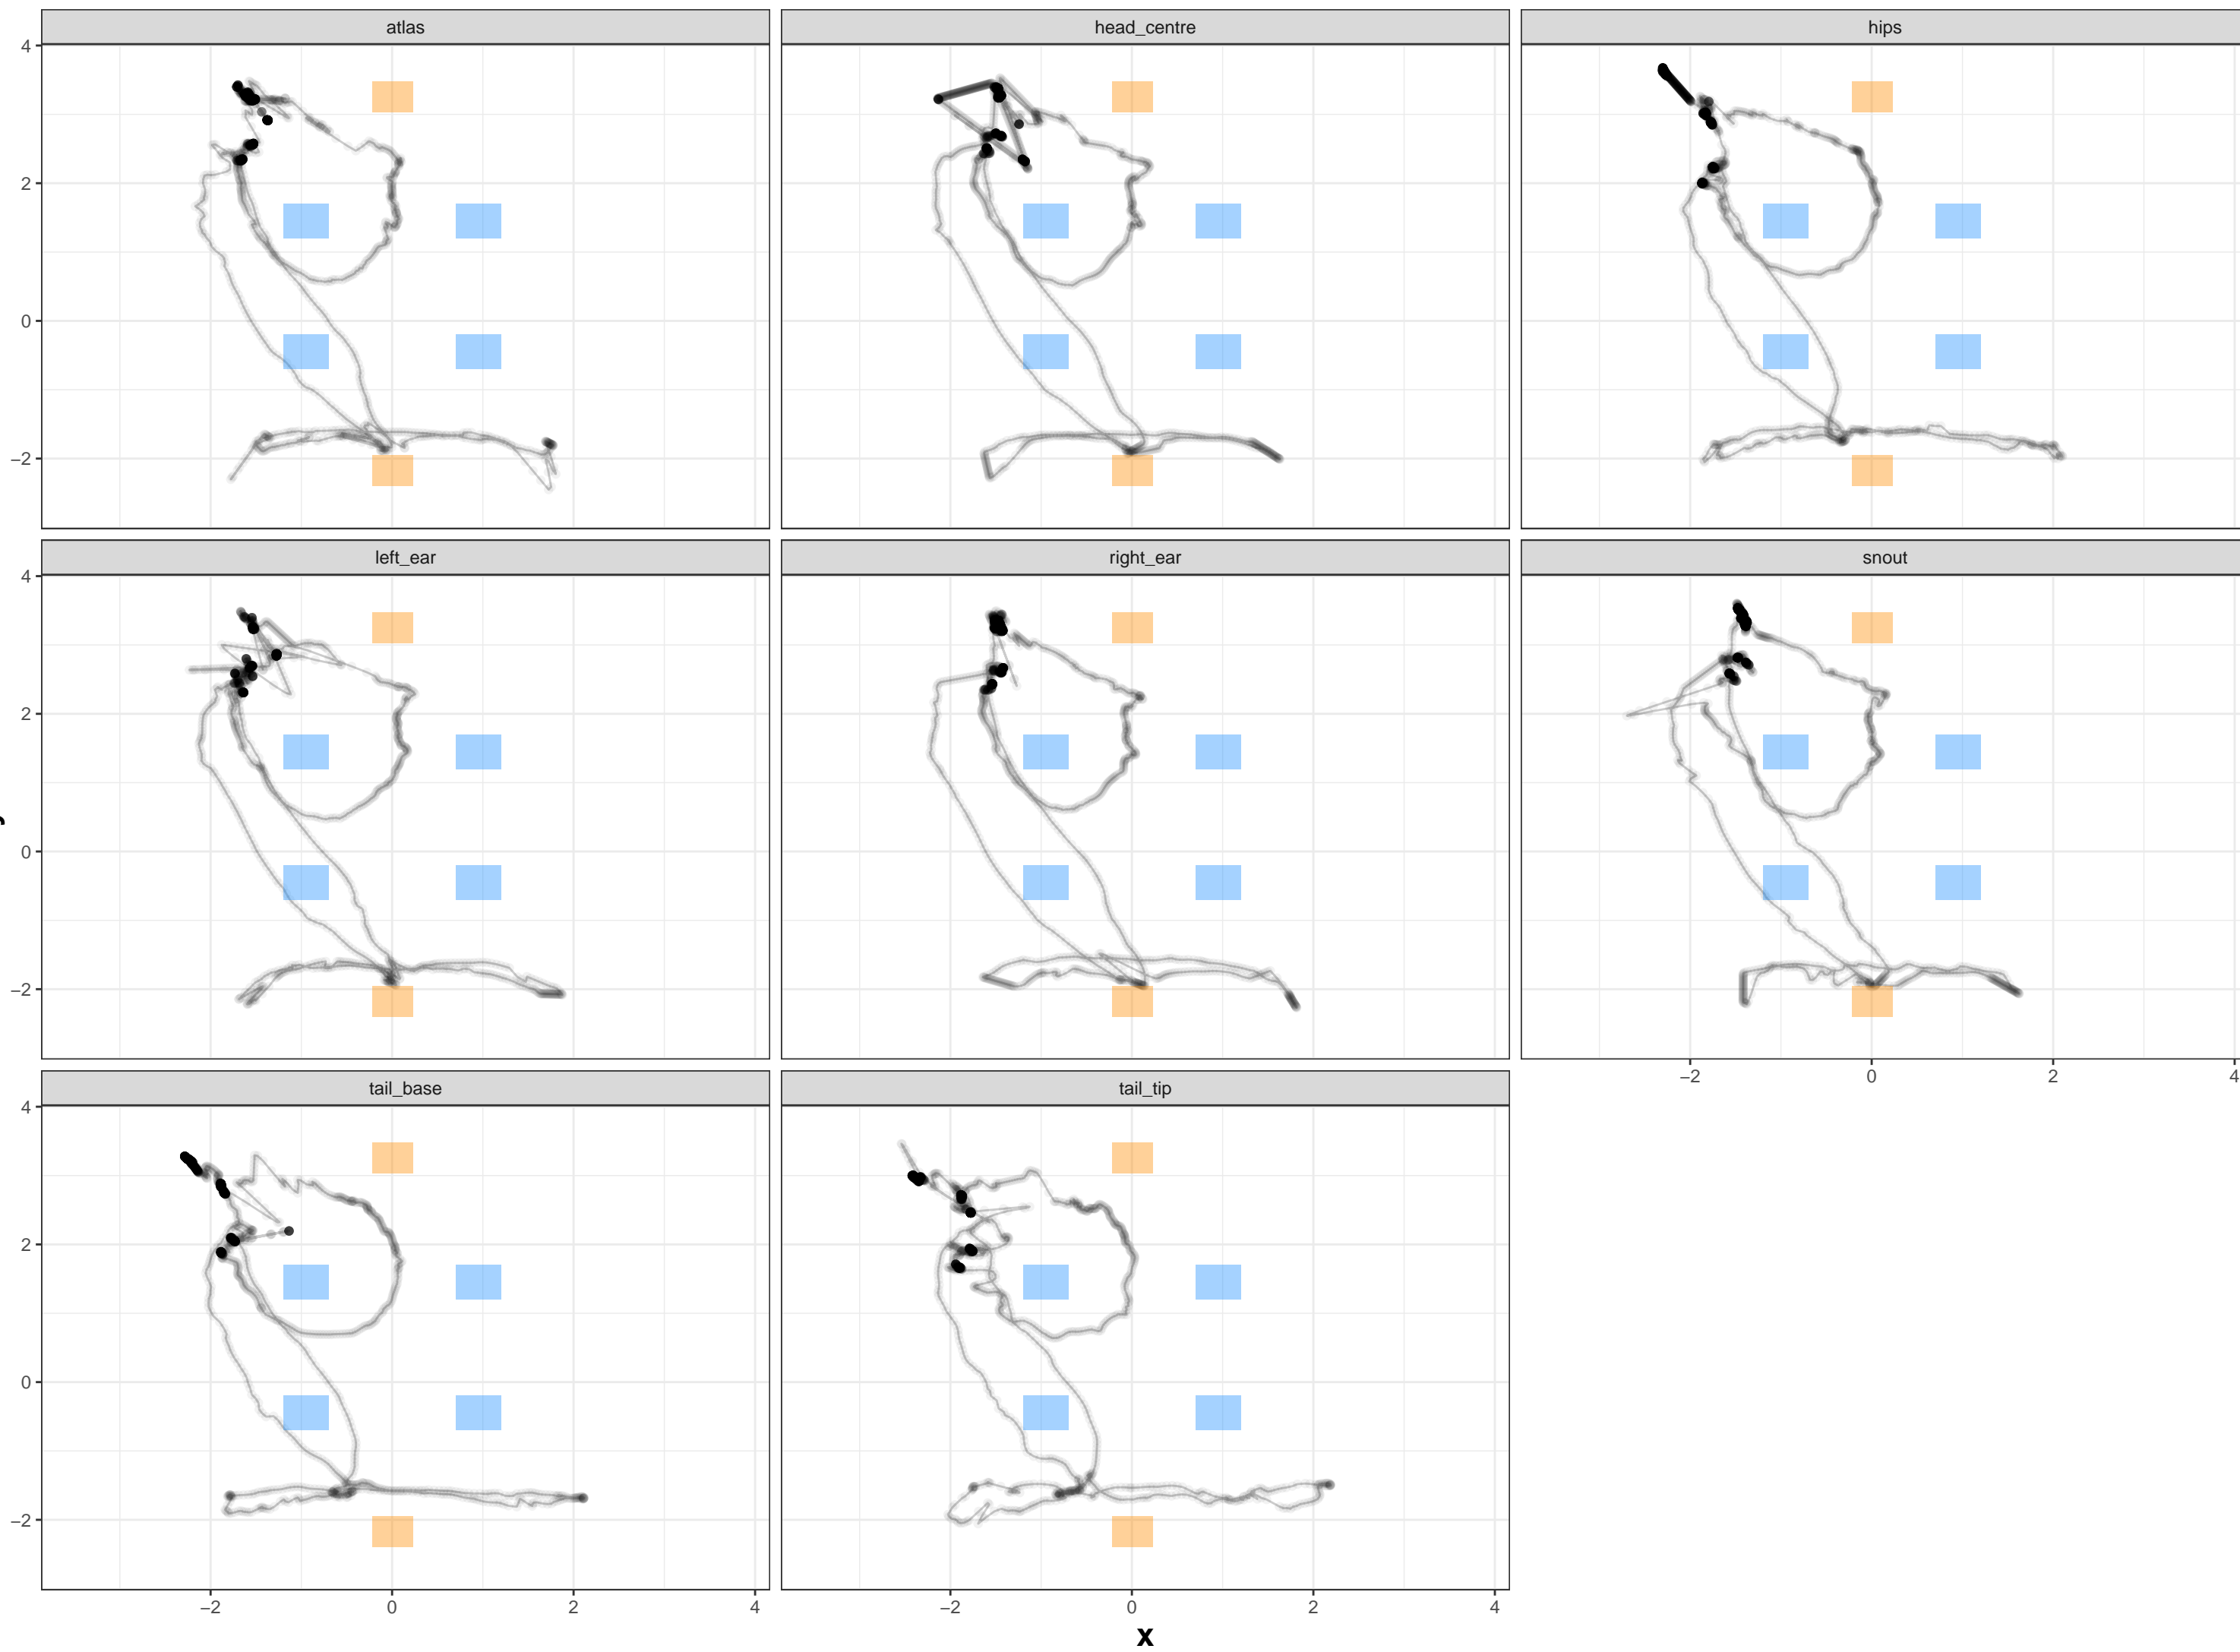 atlas head_centre hips
4
2
0
−2
left_ear right_ear snout
4
2
0
−2
−2 0 2 4
tail_base tail_tip
4
2
0
−2
−2 0 2 4 −2 0 2 4
x